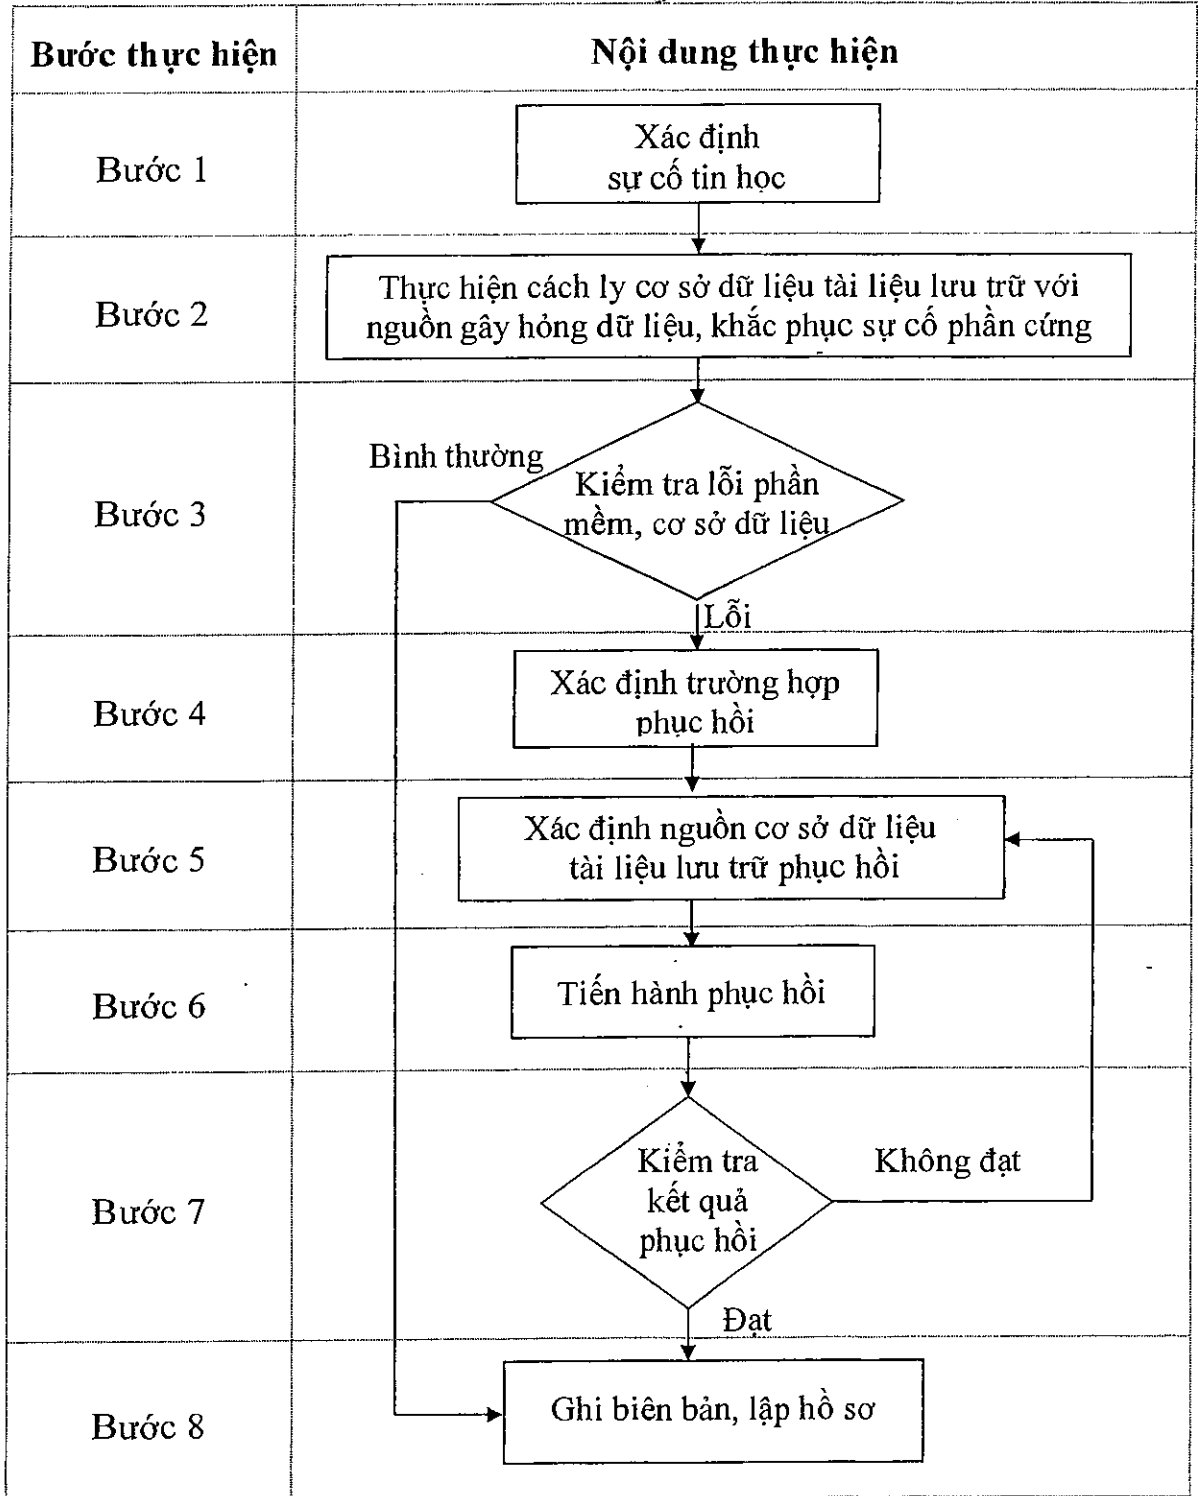 Bước thực hiện
Nội dung thực hiện
Bước 1
Xác định
sự cố tin học
Bước 2
Thực hiện cách ly cơ sở dữ liệu tài liệu lưu trữ với
nguồn gây hỏng dữ liệu, khắc phục sự cố phần cứng
Bước 3
Bình thường
Kiểm tra lỗi phần
mềm, cơ sở dữ liệu
Lỗi
Bước 4
Xác định trường hợp
phục hồi
Bước 5
Xác định nguồn cơ sở dữ liệu
tài liệu lưu trữ phục hồi
Bước 6
Tiến hành phục hồi
Bước 7
Kiểm tra
kết quả
phục hồi
Không đạt
Đạt
Bước 8
Ghi biên bản, lập hồ sơ